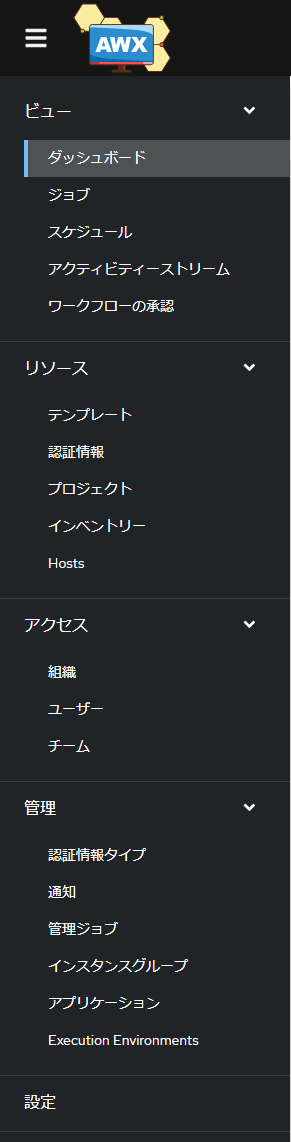 AWX
ビュー
ダッシュボード
ジョブ
スケジュール
アクティビティーストリーム
ワークフローの承認
リソース
テンプレート
認証情報
プロジェクト
インベントリー
Hosts
アクセス
組織
ユーザー
チーム
管理
認証情報タイプ
通知
管理ジョブ
インスタンスグループ
アプリケーション
Execution Environments
設定